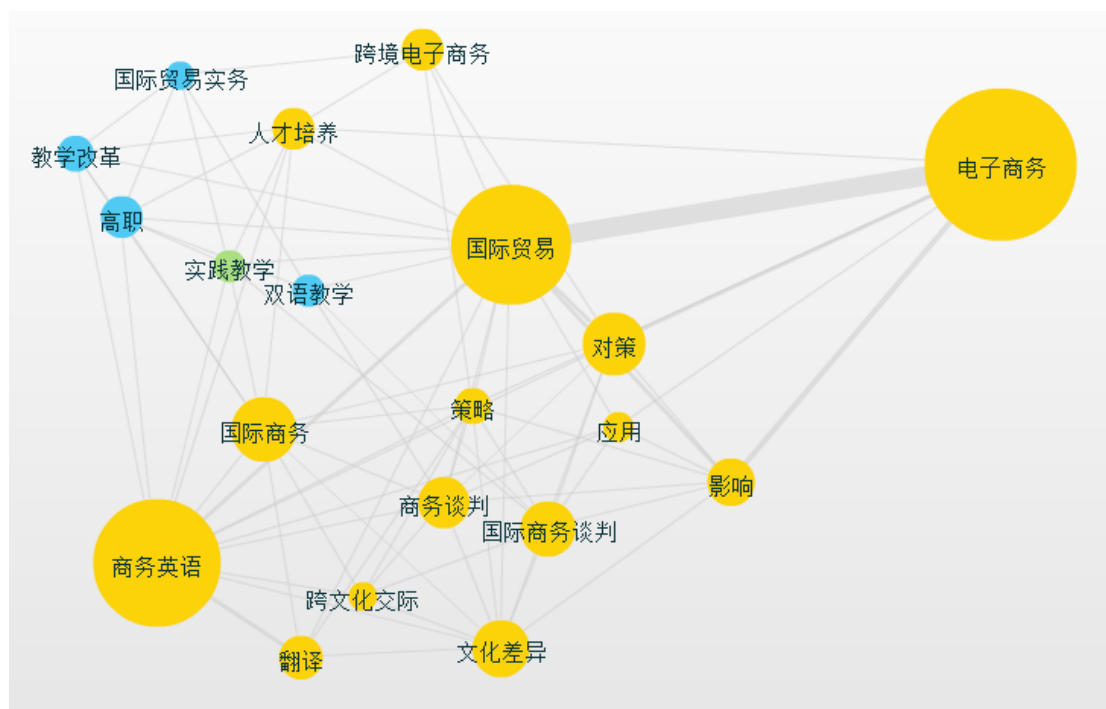 跨境电子商务
国际贸易实务
人才培养
教学改革
电子商务
高职
国际贸易
实践教学
双语教学
对策
策略
国际商务
应用
影响
商务谈判
国际商务谈判
商务英语
跨文化交际
文化差异
翻译